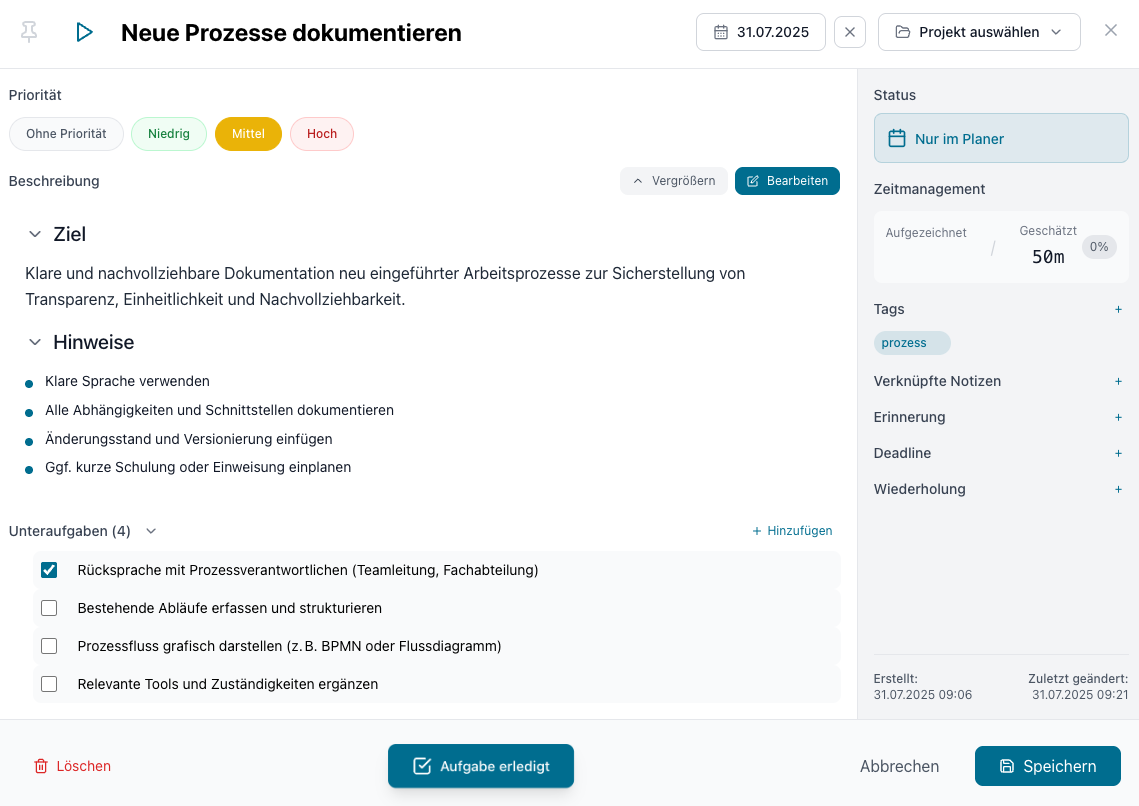 Neue Prozesse dokumentieren
31.07.2025
Projekt auswählen
Priorität
Ohne Priorität
Niedrig
Mittel
Hoch
Beschreibung
Vergrößern
Bearbeiten
Ziel
Klare und nachvollziehbare Dokumentation neu eingeführter Arbeitsprozesse zur Sicherstellung von
Transparenz, Einheitlichkeit und Nachvollziehbarkeit.
Hinweise
Klare Sprache verwenden
Alle Abhängigkeiten und Schnittstellen dokumentieren
Änderungsstand und Versionierung einfügen
Ggf. kurze Schulung oder Einweisung einplanen
Unteraufgaben (4)
+ Hinzufügen
Rücksprache mit Prozessverantwortlichen (Teamleitung, Fachabteilung)
Bestehende Abläufe erfassen und strukturieren
Prozessfluss grafisch darstellen (z. B. BPMN oder Flussdiagramm)
Relevante Tools und Zuständigkeiten ergänzen
Status
Nur im Planer
Zeitmanagement
Aufgezeichnet
/
Geschätzt
50m
0%
Tags +
prozess
Verknüpfte Notizen +
Erinnerung +
Deadline +
Wiederholung +
Erstellt:
31.07.2025 09:06
Zuletzt geändert:
31.07.2025 09:21
Löschen
Aufgabe erledigt
Abbrechen
Speichern